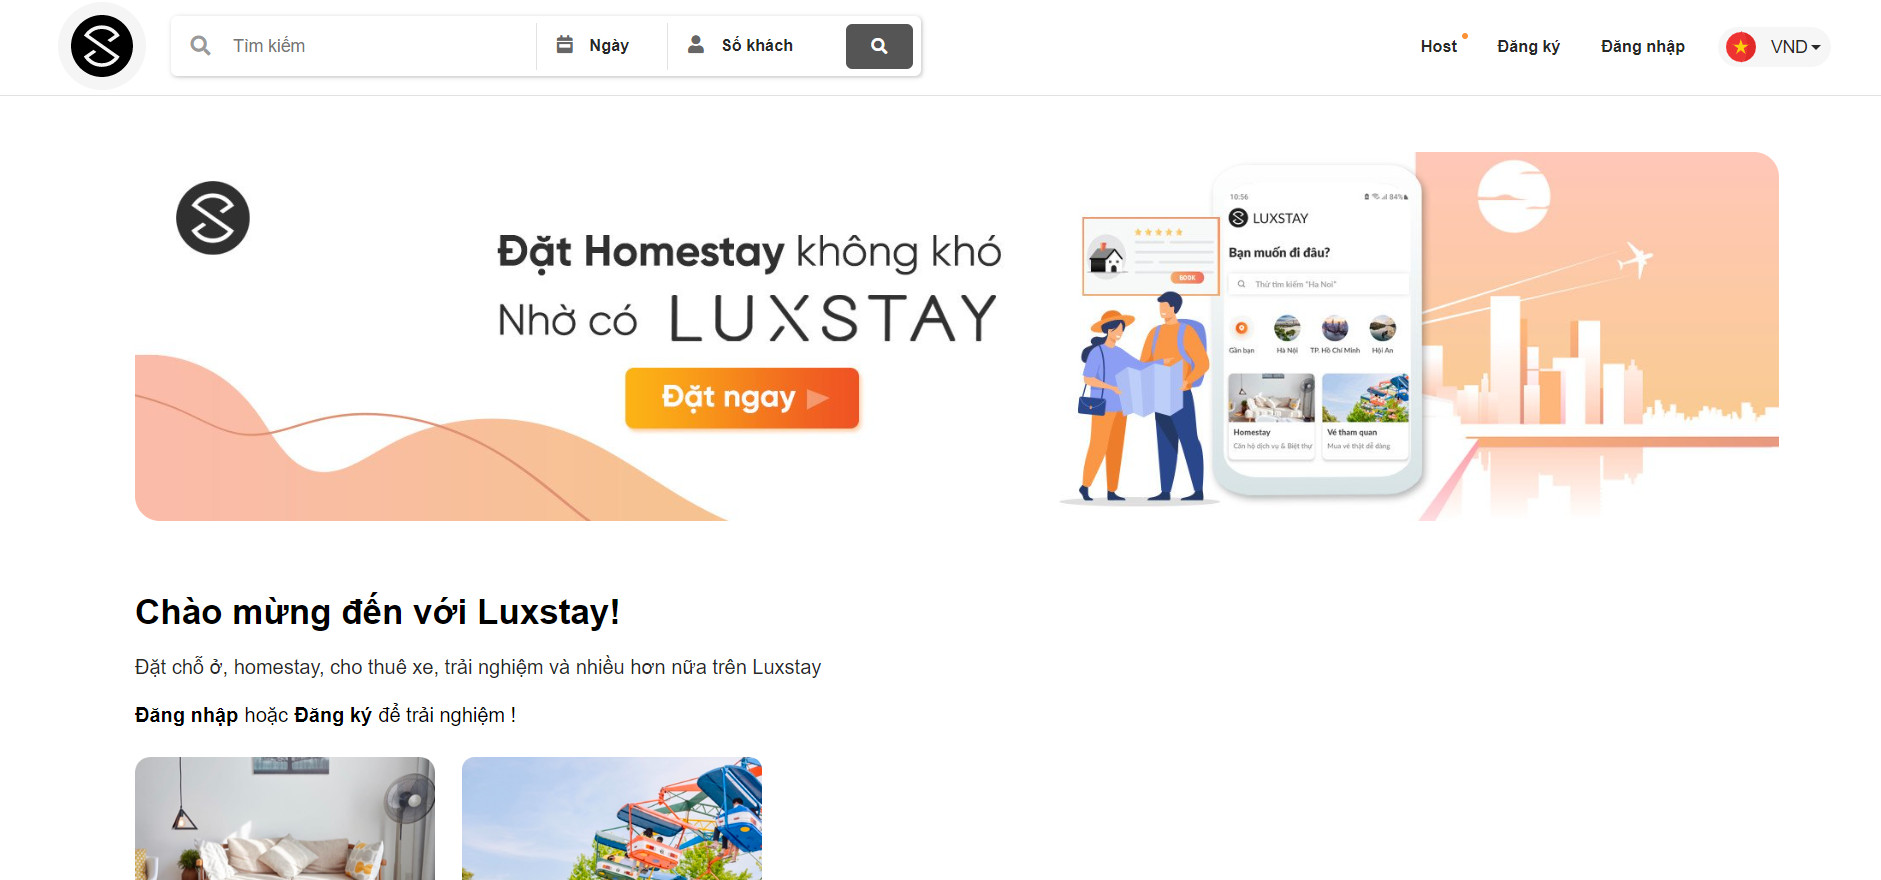 Tìm kiếm
Ngày
Số khách
Host
Đăng ký
Đăng nhập
VND
Đặt Homestay không khó
Nhờ có LUXSTAY
Đặt ngay
BOOK
10:56
84%
LUXSTAY
Bạn muốn đi đâu?
Thử tìm kiếm "Ha Noi"
Gần bạn
Hà Nội
TP. Hồ Chí Minh
Hội An
Homestay
Căn hộ dịch vụ & Biệt thự
Vé tham quan
Mua vé thật dễ dàng
Chào mừng đến với Luxstay!
Đặt chỗ ở, homestay, cho thuê xe, trải nghiệm và nhiều hơn nữa trên Luxstay
Đăng nhập hoặc Đăng ký để trải nghiệm !